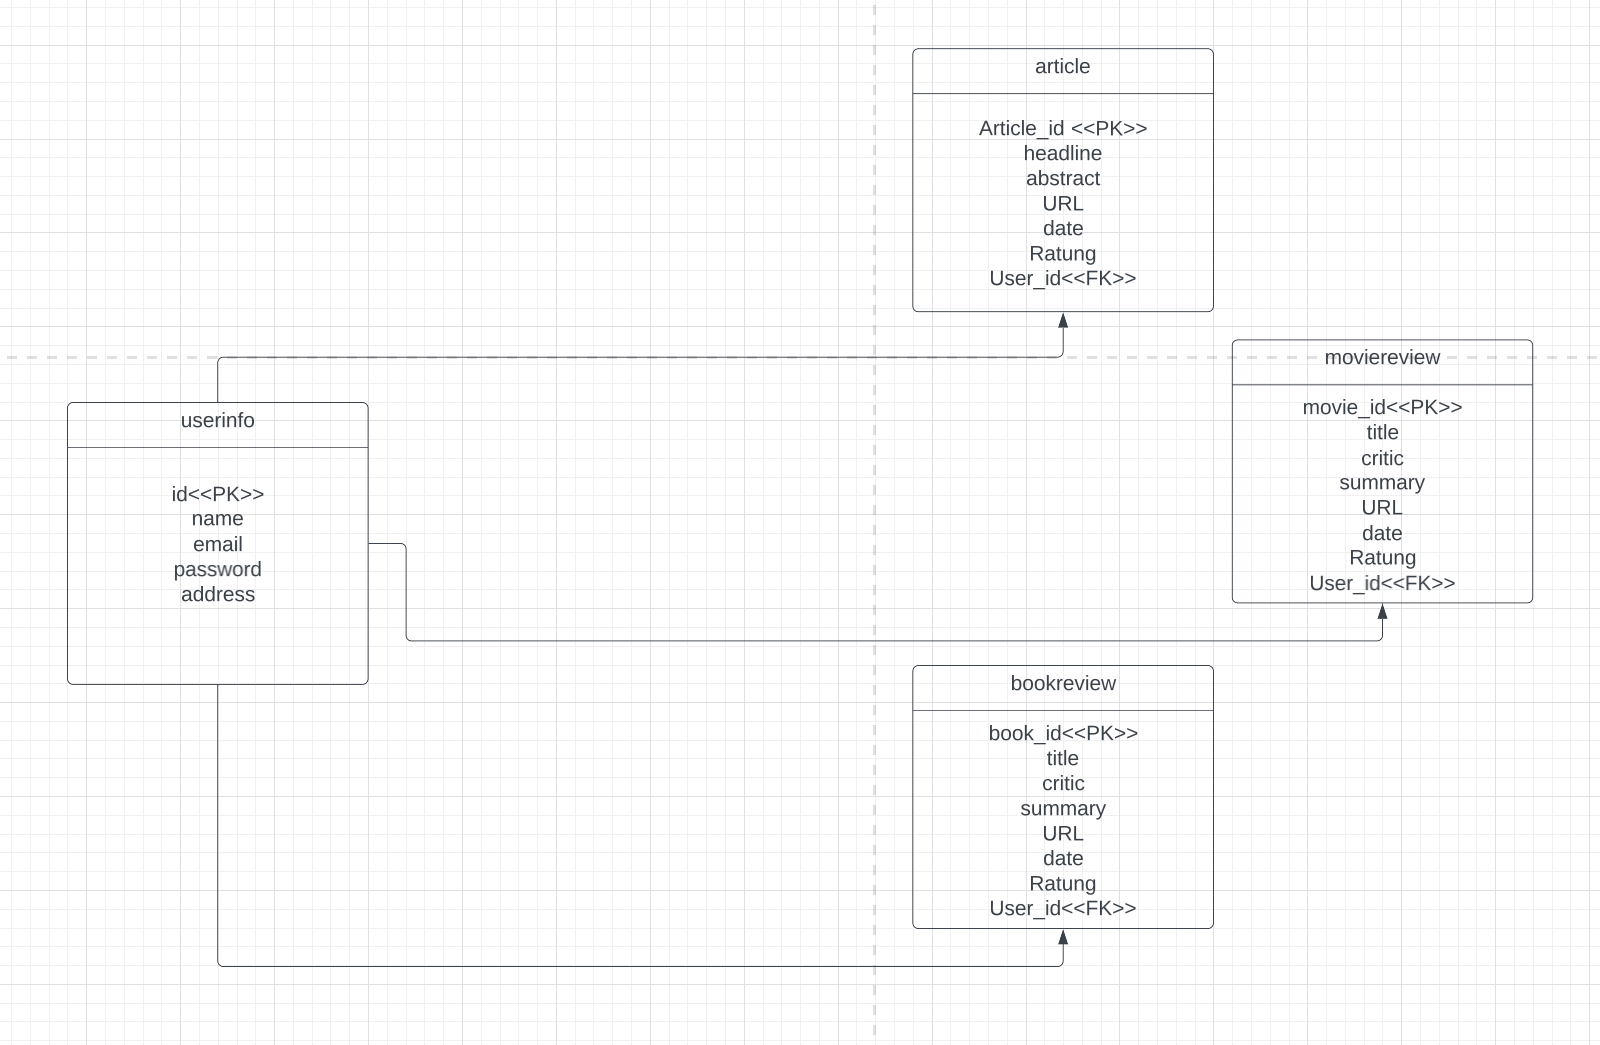 article
Article_id <<PK>>
headline
abstract
URL
date
Ratung
User_id<<FK>>
moviereview
movie_id<<PK>>
title
critic
summary
URL
date
Ratung
User_id<<FK>>
userinfo
id<<PK>>
name
email
password
address
bookreview
book_id<<PK>>
title
critic
summary
URL
date
Ratung
User_id<<FK>>